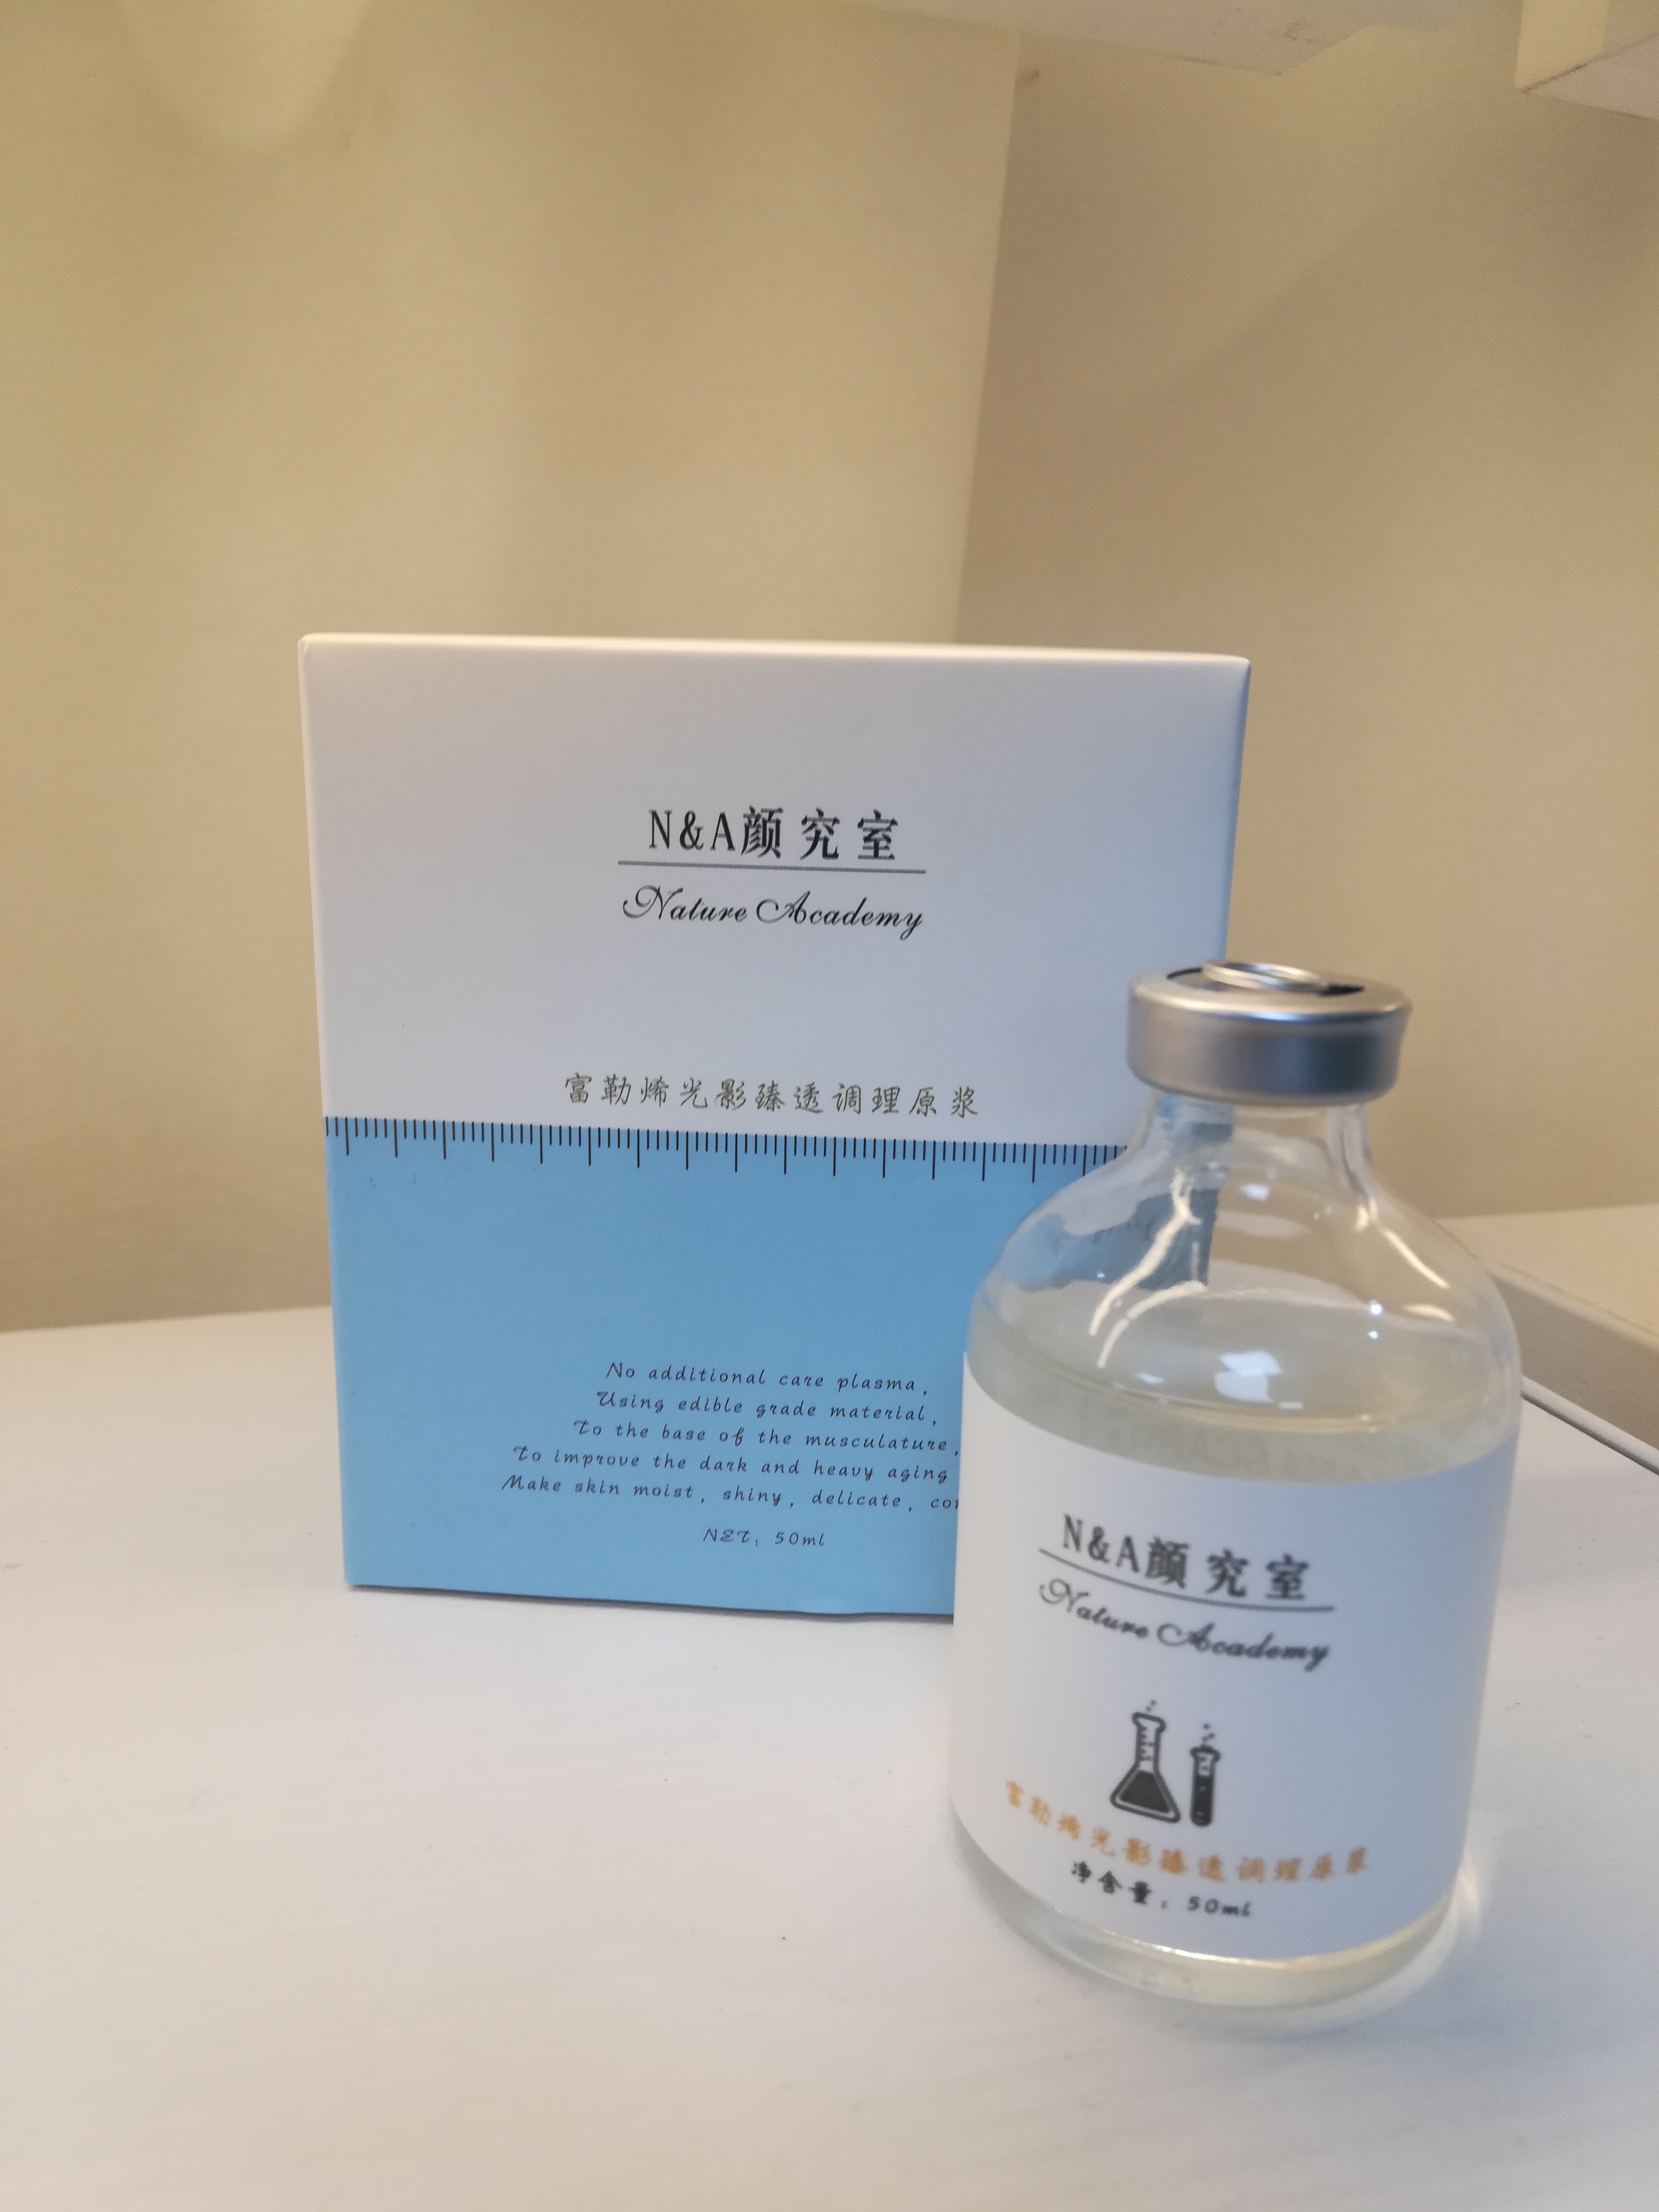 N&A颜究室
Nature Academy
富勒烯光影臻透调理原浆
No additional care plasma,
Using edible grade material,
To the base of the musculature,
To improve the dark and heavy aging
Make skin moist, shiny, delicate,
NET: 50ml
N&A颜究室
Nature Academy
富勒烯光影臻透调理原浆
净含量:50ml